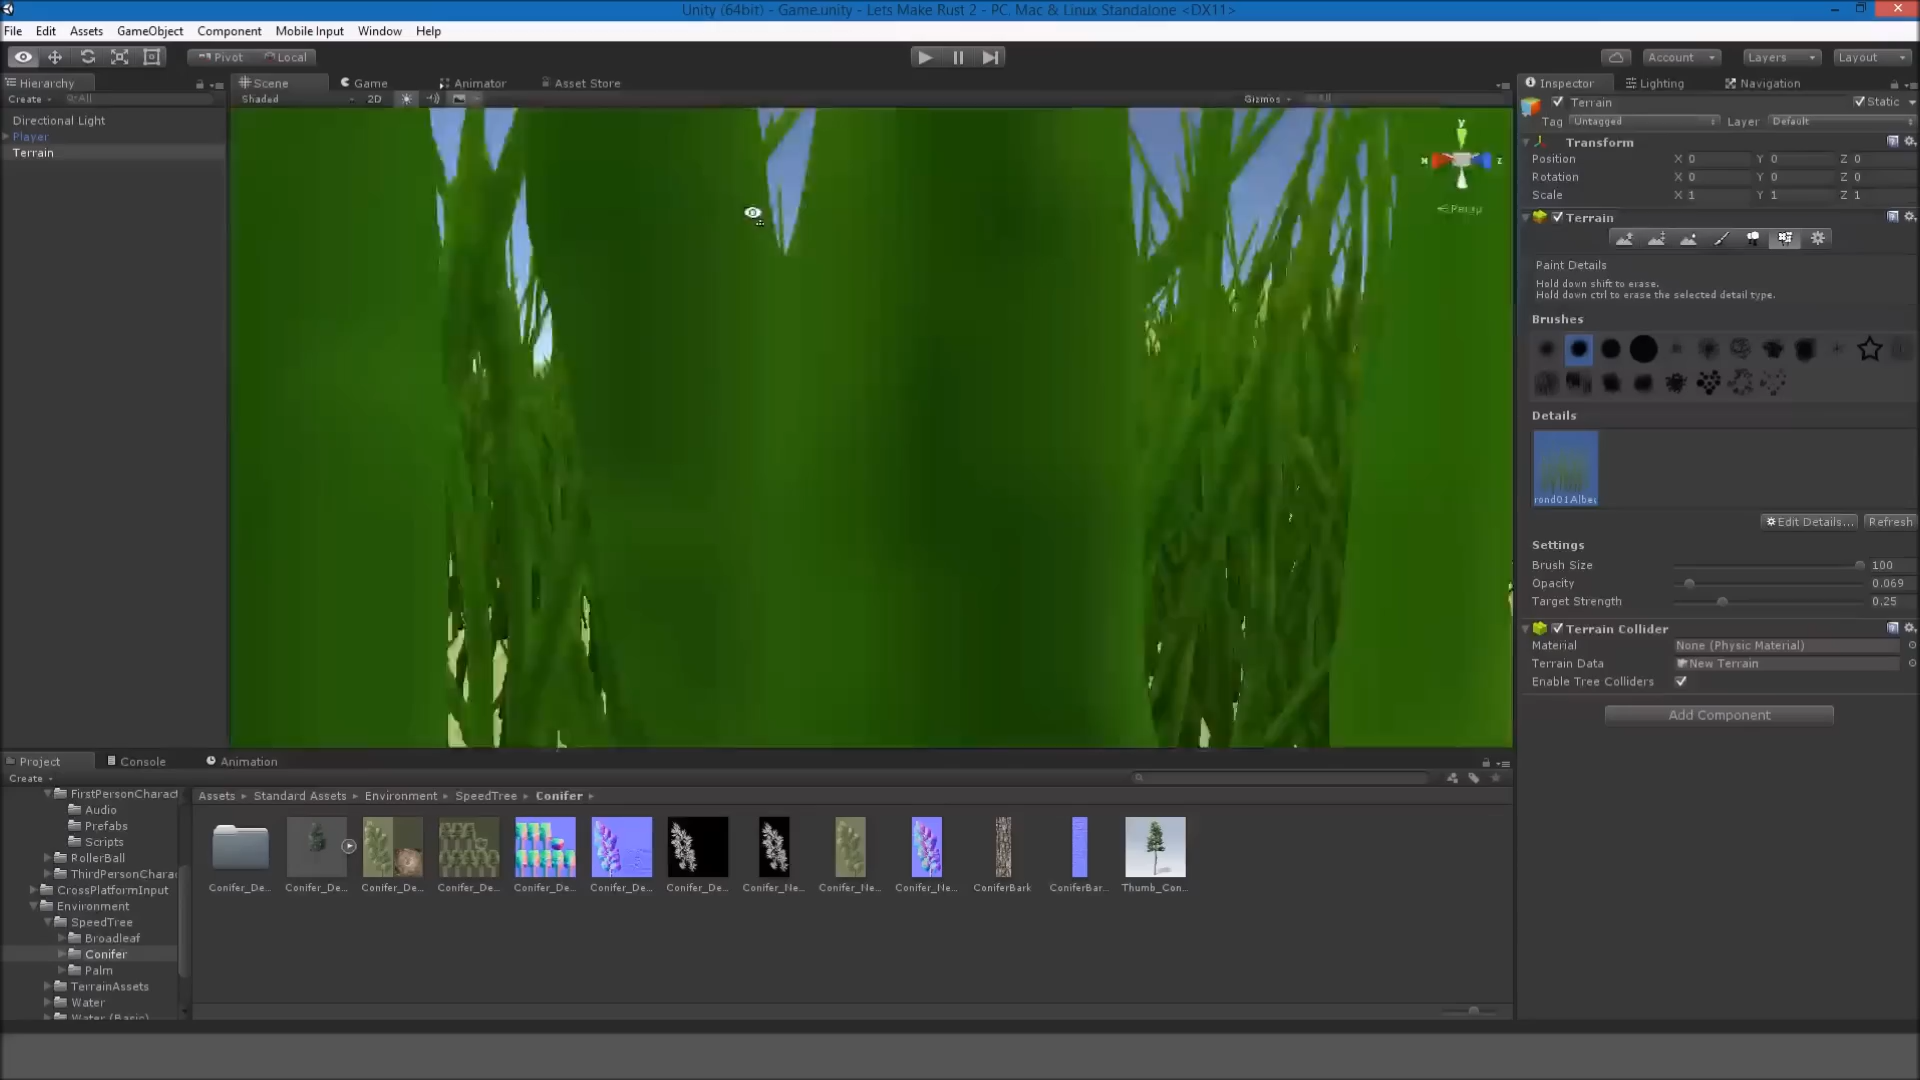 Unity (64bit) - Game.unity - Lets Make Rust 2 - PC, Mac & Linux Standalone <DX11>
File Edit Assets GameObject Component Mobile Input Window Help
Pivot Local Account Layers Layout
Hierarchy Scene Game Animator Asset Store Inspector Lighting Navigation
Create All Shaded 2D Gizmos
Terrain Static
Tag Untagged Layer Default
Directional Light
Player
Terrain
Transform
Position X 0 Y 0 Z 0
Rotation X 0 Y 0 Z 0
Scale X 1 Y 1 Z 1
y
z
Persp
Terrain
Paint Details
Hold down shift to erase.
Hold down ctrl to erase the selected detail type.
Brushes
Details
rond01Albe
Edit Details... Refresh
Settings
Brush Size 100
Opacity 0.069
Target Strength 0.25
Terrain Collider
Material None (Physic Material)
Terrain Data New Terrain
Enable Tree Colliders
Add Component
Project Console Animation
Create
Assets Standard Assets Environment SpeedTree Conifer
FirstPersonCharact
Audio
Prefabs
Scripts
RollerBall
ThirdPersonChara
CrossPlatformInput
Environment
SpeedTree
Broadleaf
Conifer
Palm
TerrainAssets
Water
Water (Basic)
Conifer_De... Conifer_De... Conifer_De... Conifer_De... Conifer_De... Conifer_De... Conifer_De... Conifer_Ne... Conifer_Ne... Conifer_Ne... ConiferBark ConiferBar... Thumb_Con...